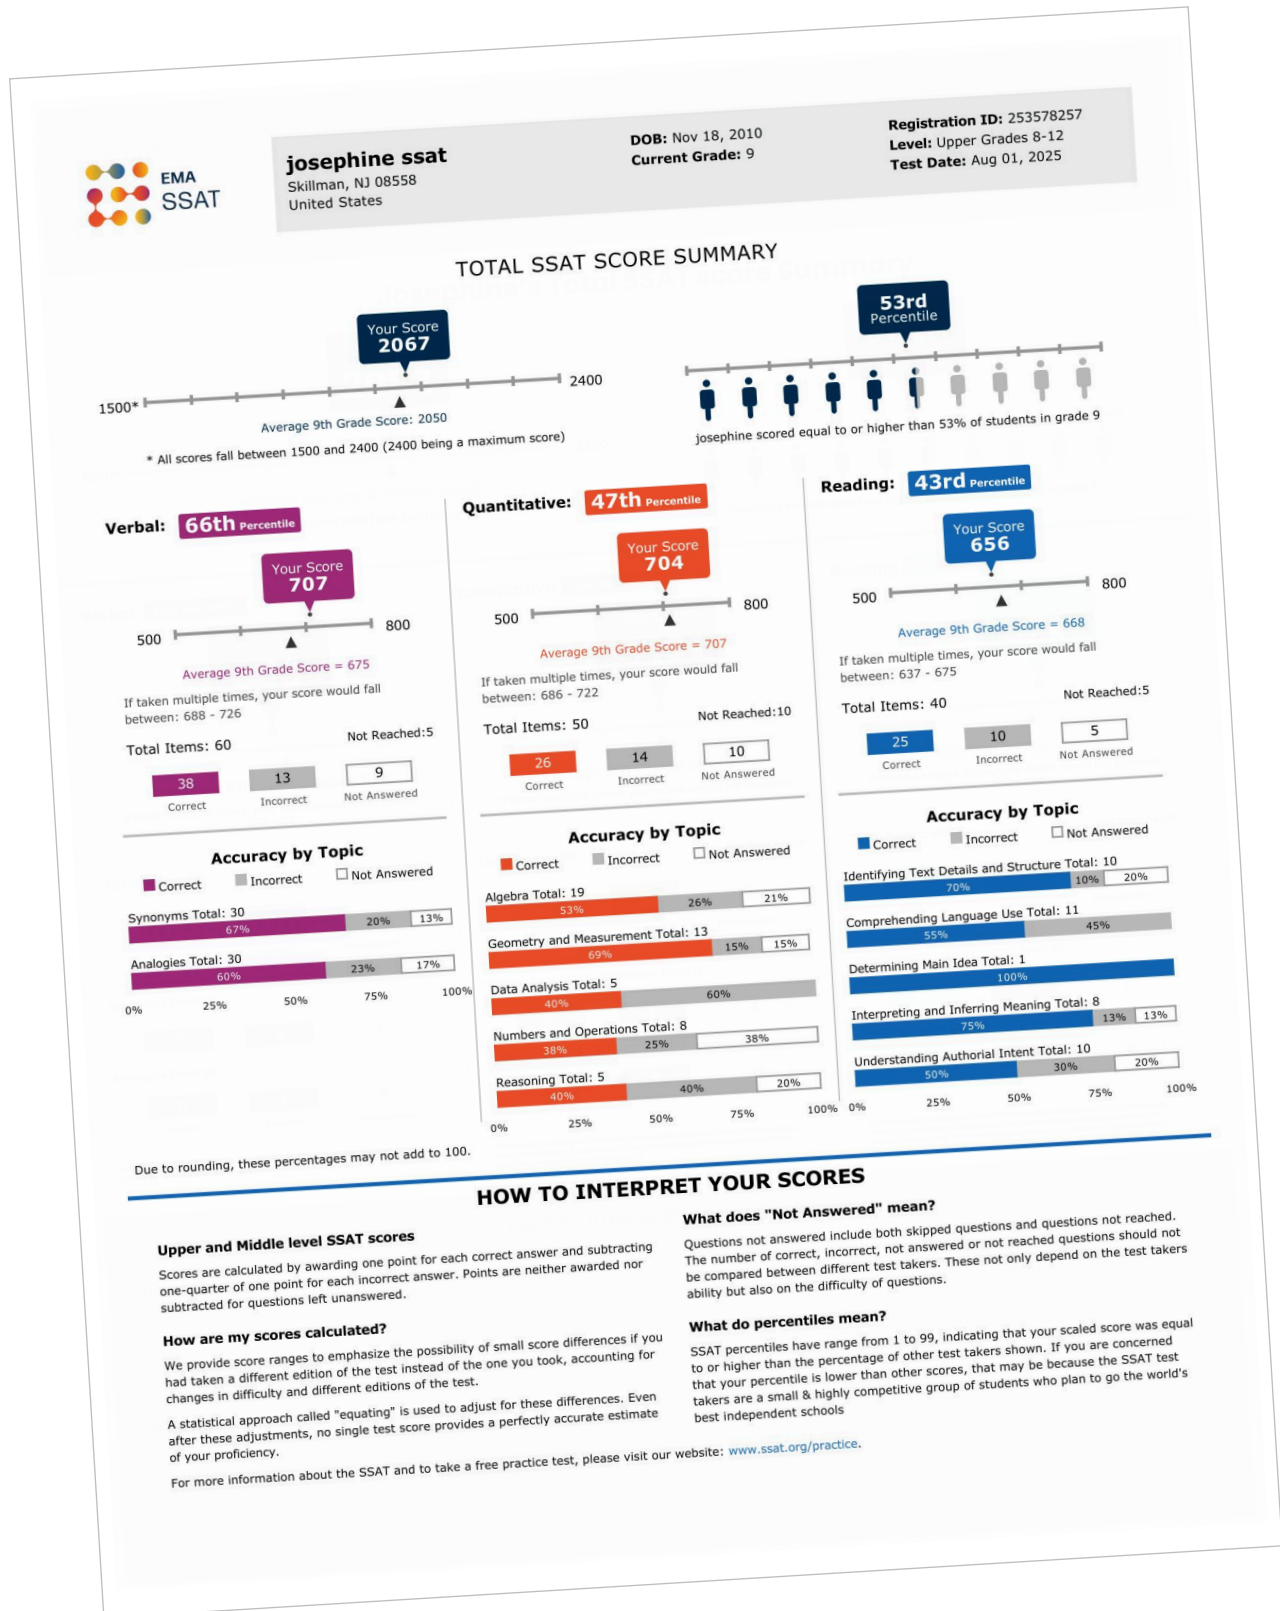 EMA
SSAT
josephine ssat
Skillman, NJ 08558
United States
DOB: Nov 18, 2010
Current Grade: 9
Registration ID: 253578257
Level: Upper Grades 8-12
Test Date: Aug 01, 2025
TOTAL SSAT SCORE SUMMARY
Your Score
2067
1500*
2400
Average 9th Grade Score: 2050
* All scores fall between 1500 and 2400 (2400 being a maximum score)
53rd
Percentile
josephine scored equal to or higher than 53% of students in grade 9
Verbal: 66th Percentile
Your Score
707
500
800
Average 9th Grade Score = 675
If taken multiple times, your score would fall
between: 688 - 726
Total Items: 60
Not Reached:5
38
13
9
Correct
Incorrect
Not Answered
Accuracy by Topic
Correct
Incorrect
Not Answered
Synonyms Total: 30
67%
20%
13%
Analogies Total: 30
60%
23%
17%
0%
25%
50%
75%
100%
Quantitative: 47th Percentile
Your Score
704
500
800
Average 9th Grade Score = 707
If taken multiple times, your score would fall
between: 686 - 722
Total Items: 50
Not Reached:10
26
14
10
Correct
Incorrect
Not Answered
Accuracy by Topic
Correct
Incorrect
Not Answered
Algebra Total: 19
53%
26%
21%
Geometry and Measurement Total: 13
69%
15%
15%
Data Analysis Total: 5
40%
60%
Numbers and Operations Total: 8
38%
25%
38%
Reasoning Total: 5
40%
40%
20%
0%
25%
50%
75%
100%
Reading: 43rd Percentile
Your Score
656
500
800
Average 9th Grade Score = 668
If taken multiple times, your score would fall
between: 637 - 675
Total Items: 40
Not Reached:5
25
10
5
Correct
Incorrect
Not Answered
Accuracy by Topic
Correct
Incorrect
Not Answered
Identifying Text Details and Structure Total: 10
70%
10%
20%
Comprehending Language Use Total: 11
55%
45%
Determining Main Idea Total: 1
100%
Interpreting and Inferring Meaning Total: 8
75%
13%
13%
Understanding Authorial Intent Total: 10
50%
30%
20%
0%
25%
50%
75%
100%
Due to rounding, these percentages may not add to 100.
HOW TO INTERPRET YOUR SCORES
Upper and Middle level SSAT scores
Scores are calculated by awarding one point for each correct answer and subtracting
one-quarter of one point for each incorrect answer. Points are neither awarded nor
subtracted for questions left unanswered.
How are my scores calculated?
We provide score ranges to emphasize the possibility of small score differences if you
had taken a different edition of the test instead of the one you took, accounting for
changes in difficulty and different editions of the test.
A statistical approach called "equating" is used to adjust for these differences. Even
after these adjustments, no single test score provides a perfectly accurate estimate
of your proficiency.
What does "Not Answered" mean?
Questions not answered include both skipped questions and questions not reached.
The number of correct, incorrect, not answered or not reached questions should not
be compared between different test takers. These not only depend on the test takers
ability but also on the difficulty of questions.
What do percentiles mean?
SSAT percentiles have range from 1 to 99, indicating that your scaled score was equal
to or higher than the percentage of other test takers shown. If you are concerned
that your percentile is lower than other scores, that may be because the SSAT test
takers are a small & highly competitive group of students who plan to go the world's
best independent schools
For more information about the SSAT and to take a free practice test, please visit our website: www.ssat.org/practice.